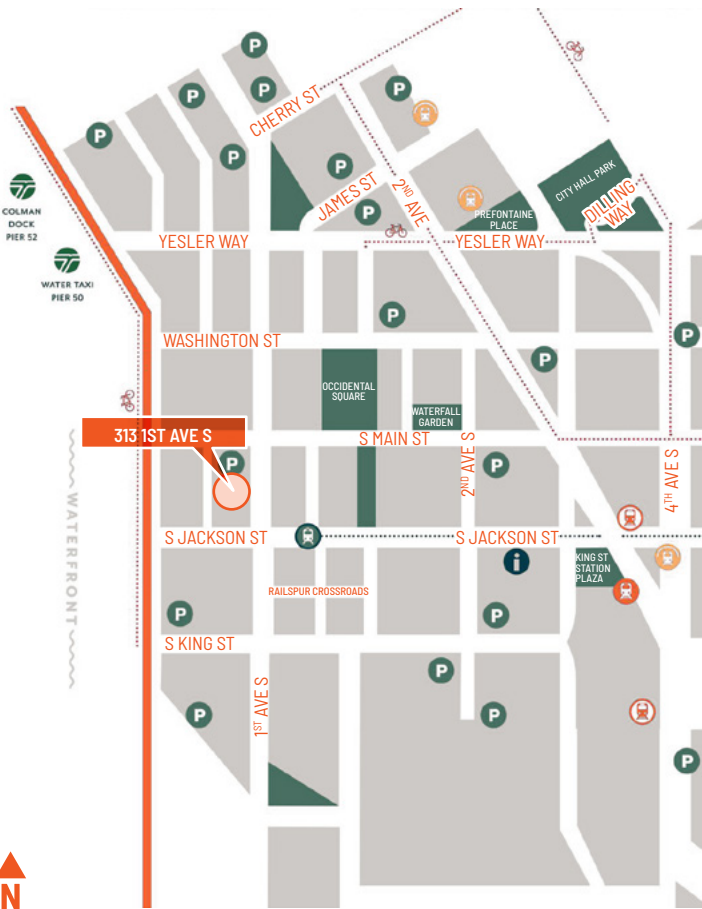 P
P
P
P
CHERRY ST
P
P
P
JAMES ST
P
2ND AVE
CITY HALL PARK
DILLING
WAY
PREFONTAINE
PLACE
COLMAN
DOCK
PIER 52
YESLER WAY
YESLER WAY
WATER TAXI
PIER 50
P
WASHINGTON ST
P
P
OCCIDENTAL
SQUARE
WATERFALL
GARDEN
313 1ST AVE S
S MAIN ST
P
P
2ND AVE S
4TH AVE S
WATERFRONT
S JACKSON ST
S JACKSON ST
i
KING ST
STATION
PLAZA
RAILSPUR CROSSROADS
P
P
S KING ST
P
1ST AVE S
P
P
P
N